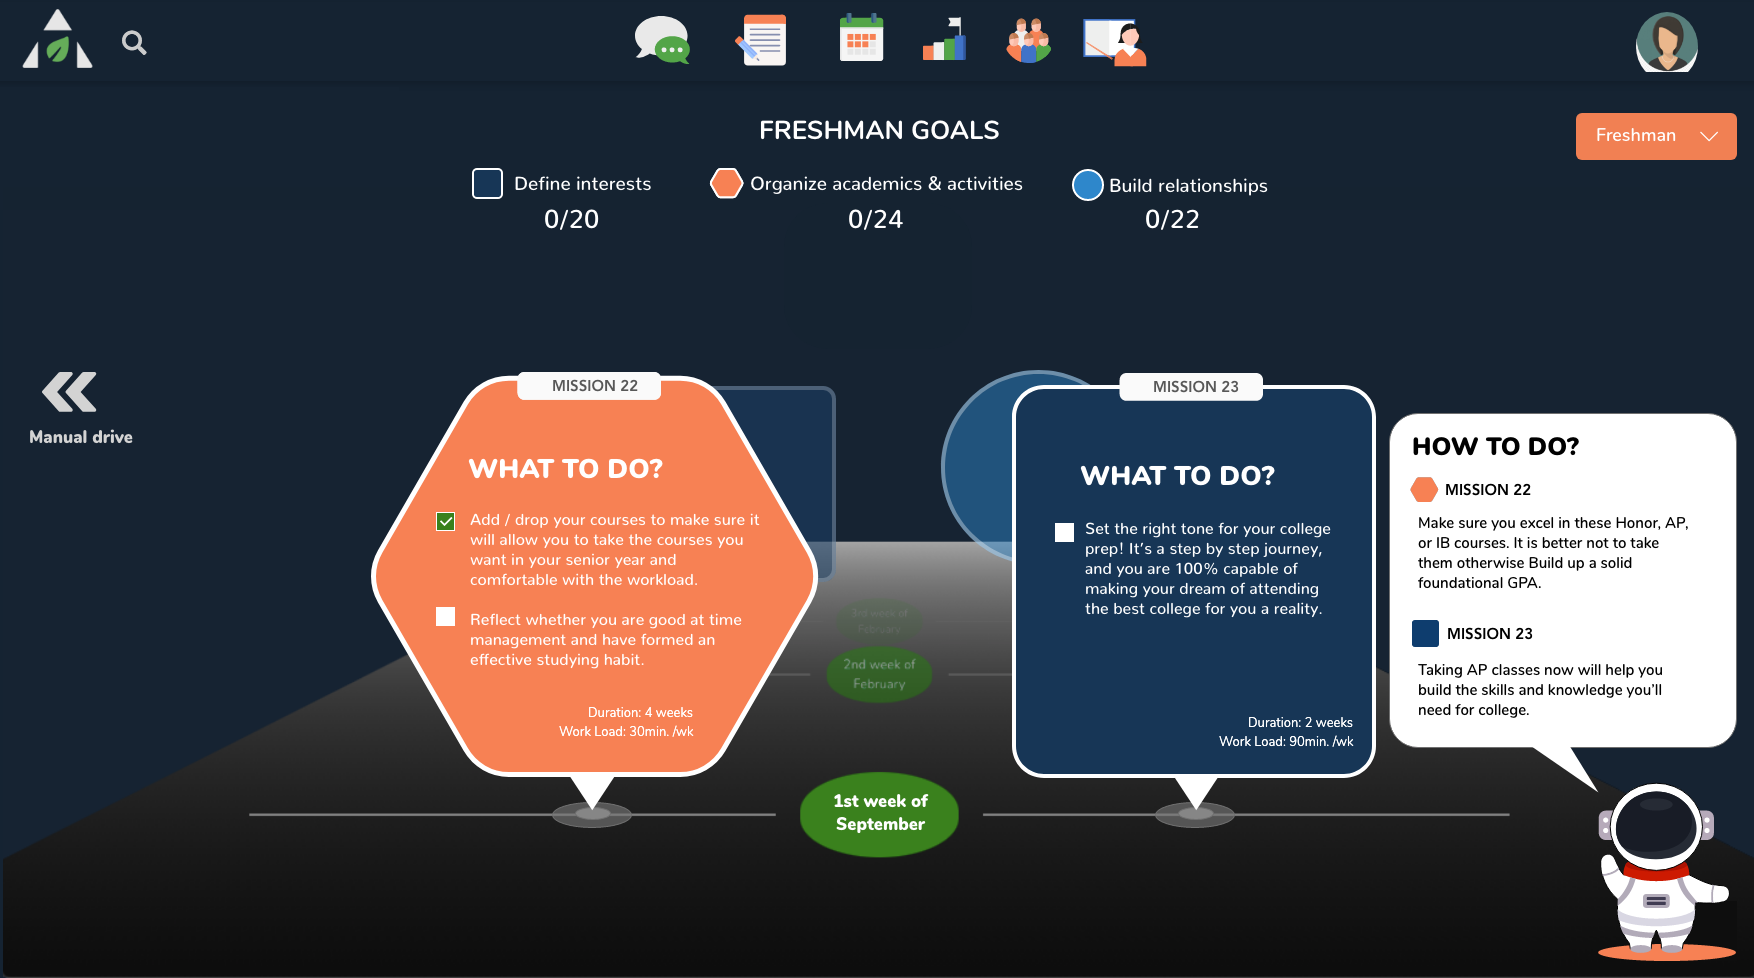 FRESHMAN GOALS
Freshman
Define interests
0/20
Organize academics & activities
0/24
Build relationships
0/22
Manual drive
MISSION 22
WHAT TO DO?
Add / drop your courses to make sure it
will allow you to take the courses you
want in your senior year and
comfortable with the workload.
Reflect whether you are good at time
management and have formed an
effective studying habit.
Duration: 4 weeks
Work Load: 30min. /wk
MISSION 23
WHAT TO DO?
Set the right tone for your college
prep! It's a step by step journey,
and you are 100% capable of
making your dream of attending
the best college for you a reality.
Duration: 2 weeks
Work Load: 90min. /wk
HOW TO DO?
MISSION 22
Make sure you excel in these Honor, AP,
or IB courses. It is better not to take
them otherwise Build up a solid
foundational GPA.
MISSION 23
Taking AP classes now will help you
build the skills and knowledge you'll
need for college.
3rd week of
February
2nd week of
February
1st week of
September